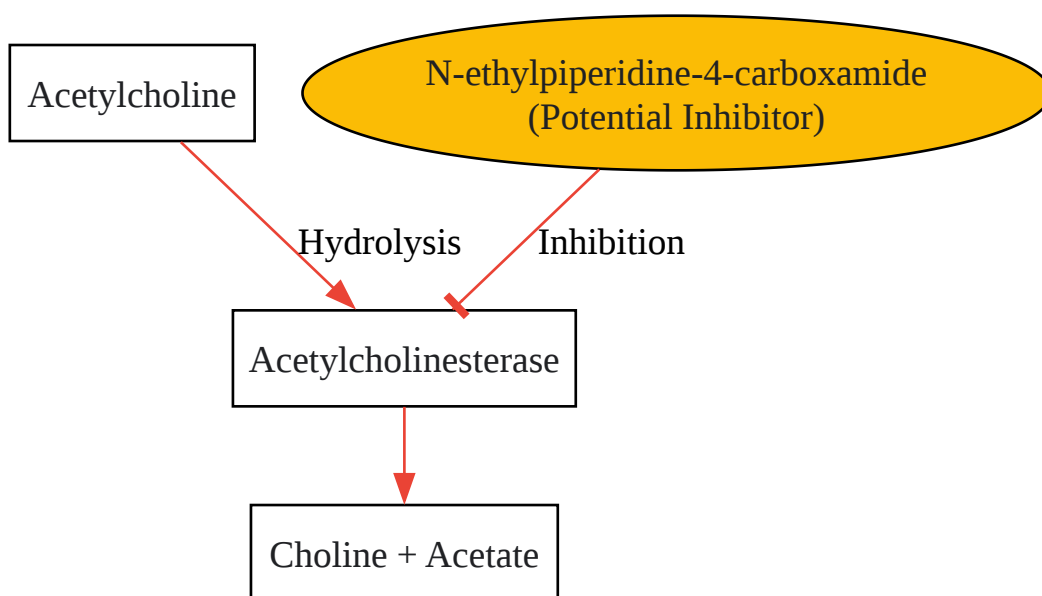 Acetylcholine
N-ethylpiperidine-4-carboxamide
(Potential Inhibitor)
Hydrolysis
Inhibition
Acetylcholinesterase
Choline + Acetate